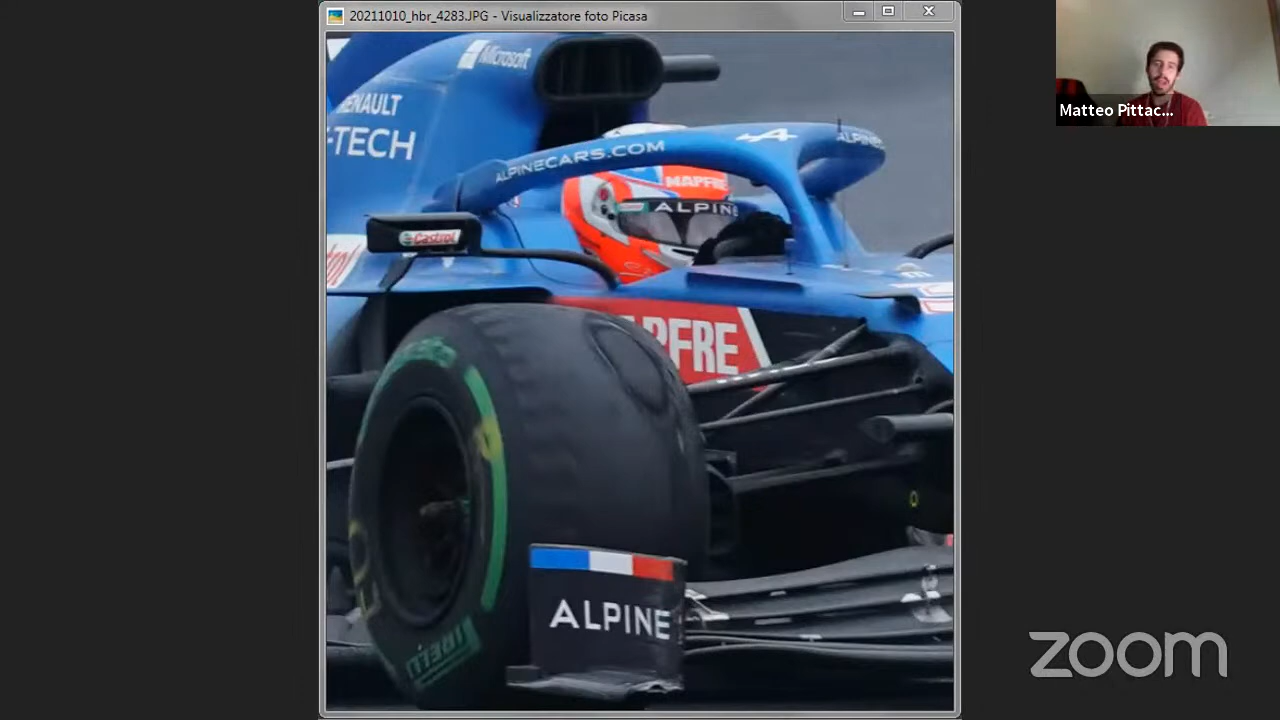 20211010_hbr_4283.JPG - Visualizzatore foto Picasa
Matteo Pittac...
Microsoft
RENAULT
-TECH
ALPINECARS.COM
ALPINE
MAPFRE
ALPINE
Castrol
MAPFRE
ALPINE
PIRELLI
zoom